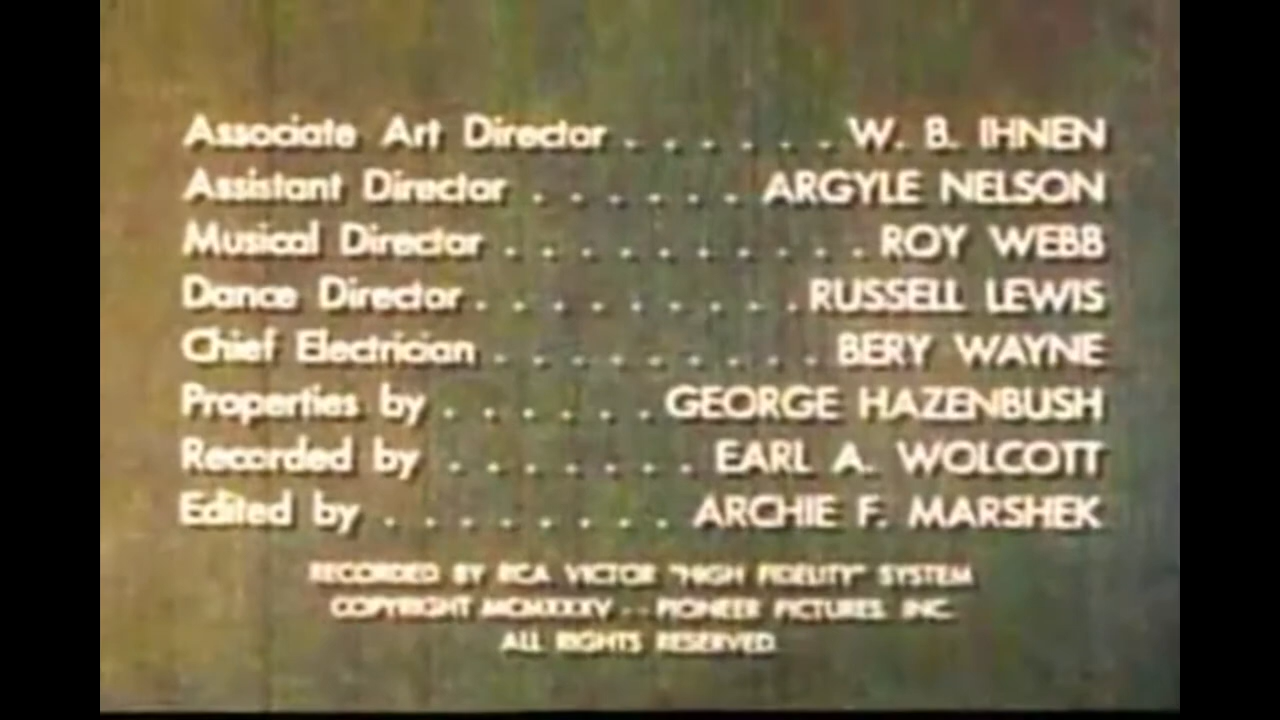 Associate Art Director . . . . . . W. B. IHNEN
Assistant Director . . . . . . ARGYLE NELSON
Musical Director . . . . . . . . . . ROY WEBB
Dance Director . . . . . . . . . RUSSELL LEWIS
Chief Electrician . . . . . . . . . BERY WAYNE
Properties by . . . . . . GEORGE HAZENBUSH
Recorded by . . . . . . . EARL A. WOLCOTT
Edited by . . . . . . . . ARCHIE F. MARSHEK
RECORDED BY RCA VICTOR "HIGH FIDELITY" SYSTEM
COPYRIGHT MCMXXXV - - PIONEER PICTURES, INC.
ALL RIGHTS RESERVED.